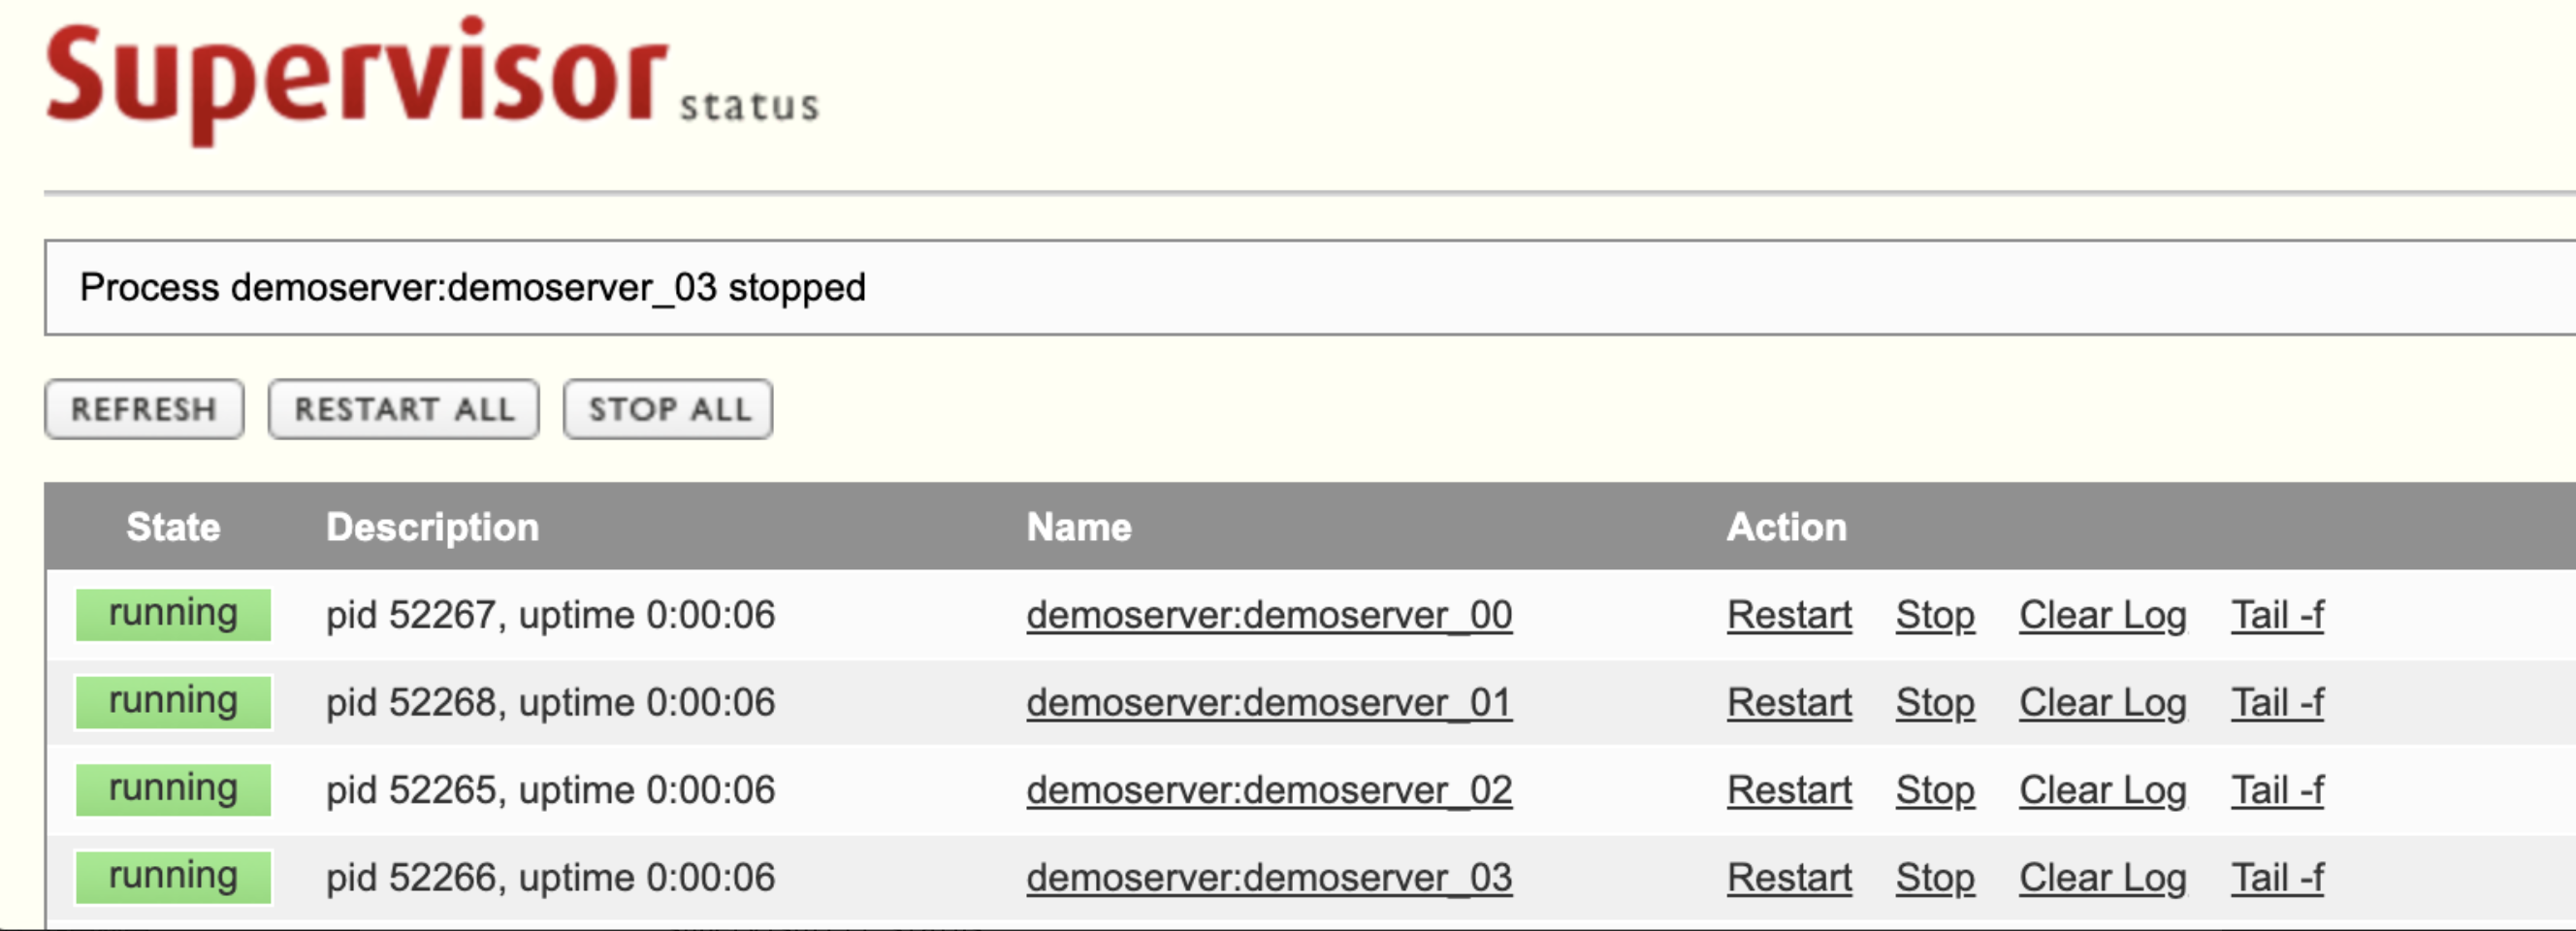 Supervisor status
Process demoserver:demoserver_03 stopped
REFRESH RESTART ALL STOP ALL
State Description Name Action
running pid 52267, uptime 0:00:06 demoserver:demoserver_00 Restart Stop Clear Log Tail -f
running pid 52268, uptime 0:00:06 demoserver:demoserver_01 Restart Stop Clear Log Tail -f
running pid 52265, uptime 0:00:06 demoserver:demoserver_02 Restart Stop Clear Log Tail -f
running pid 52266, uptime 0:00:06 demoserver:demoserver_03 Restart Stop Clear Log Tail -f